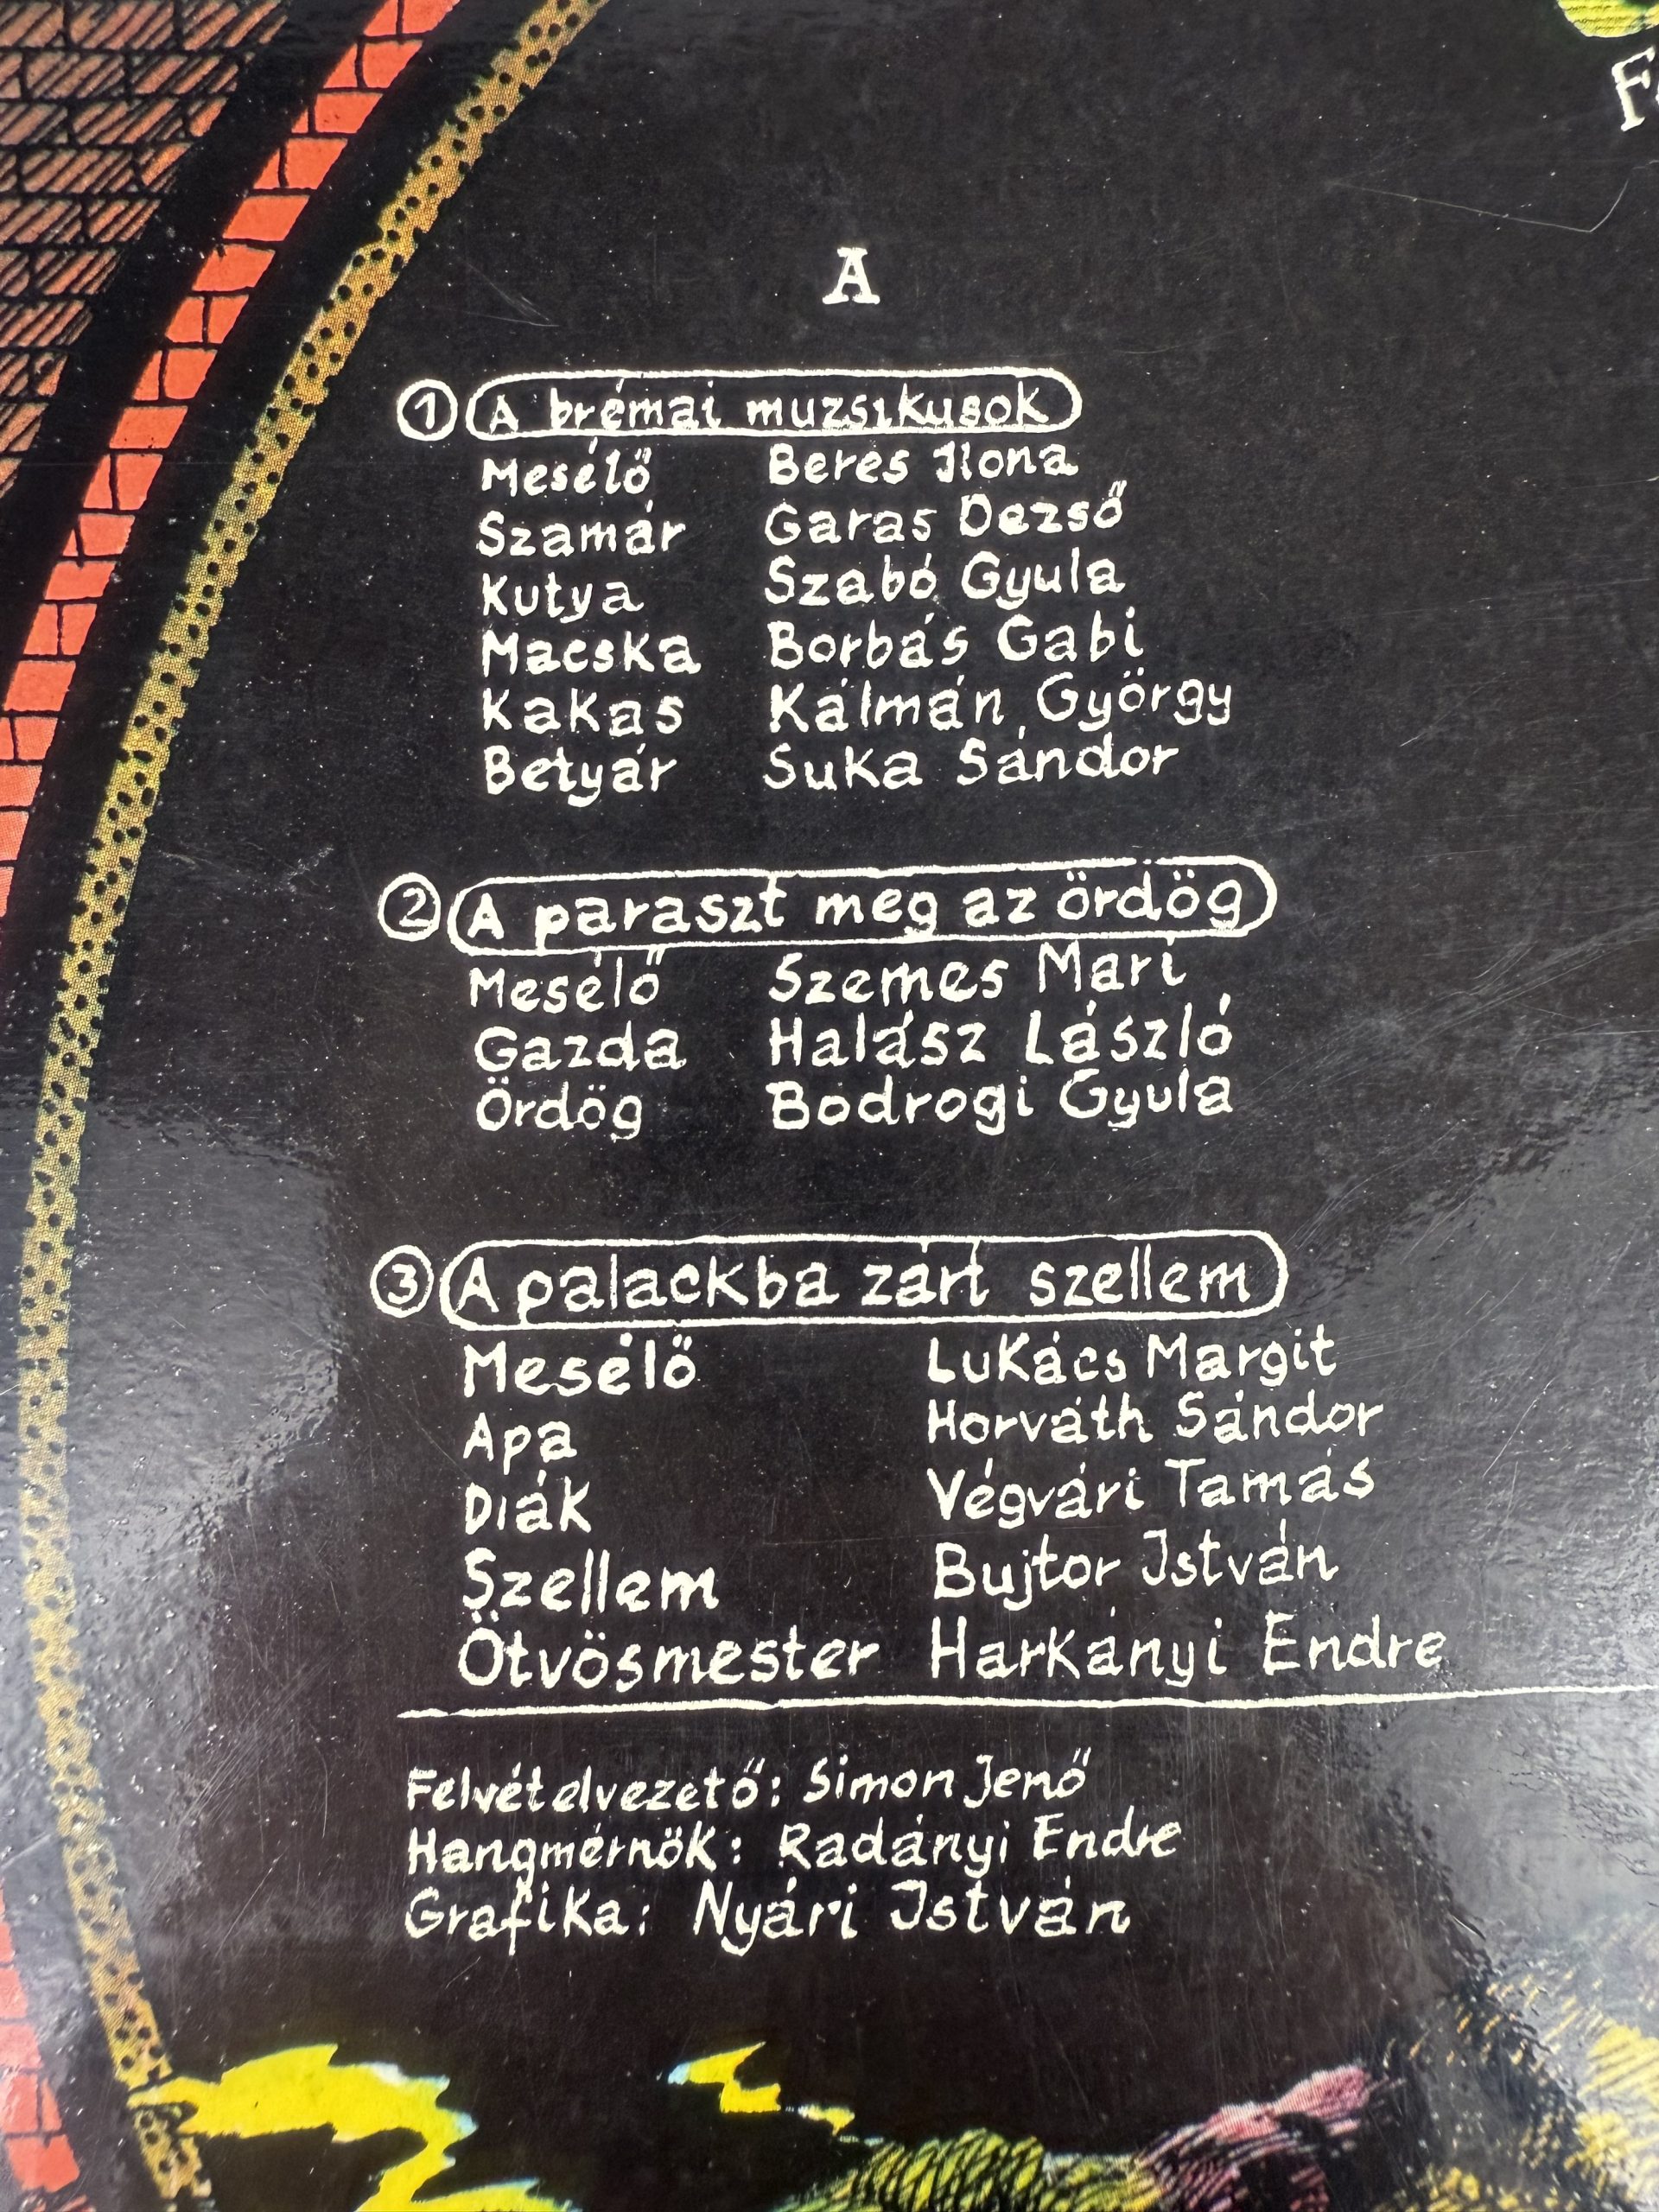 A
① A brémai muzsikusok
Mesélő Béres Ilona
Szamár Garas Dezső
Kutya Szabó Gyula
Macska Borbás Gabi
Kakas Kálmán György
Betyár Suka Sándor
② A paraszt meg az ördög
Mesélő Szemes Mari
Gazda Halász László
Ördög Bodrogi Gyula
③ A palackba zárt szellem
Mesélő Lukács Margit
Apa Horváth Sándor
Diák Végvári Tamás
Szellem Bujtor István
Ötvösmester Harkányi Endre
Felvételvezető: Simon Jenő
Hangmérnök: Radányi Endre
Grafika: Nyári István